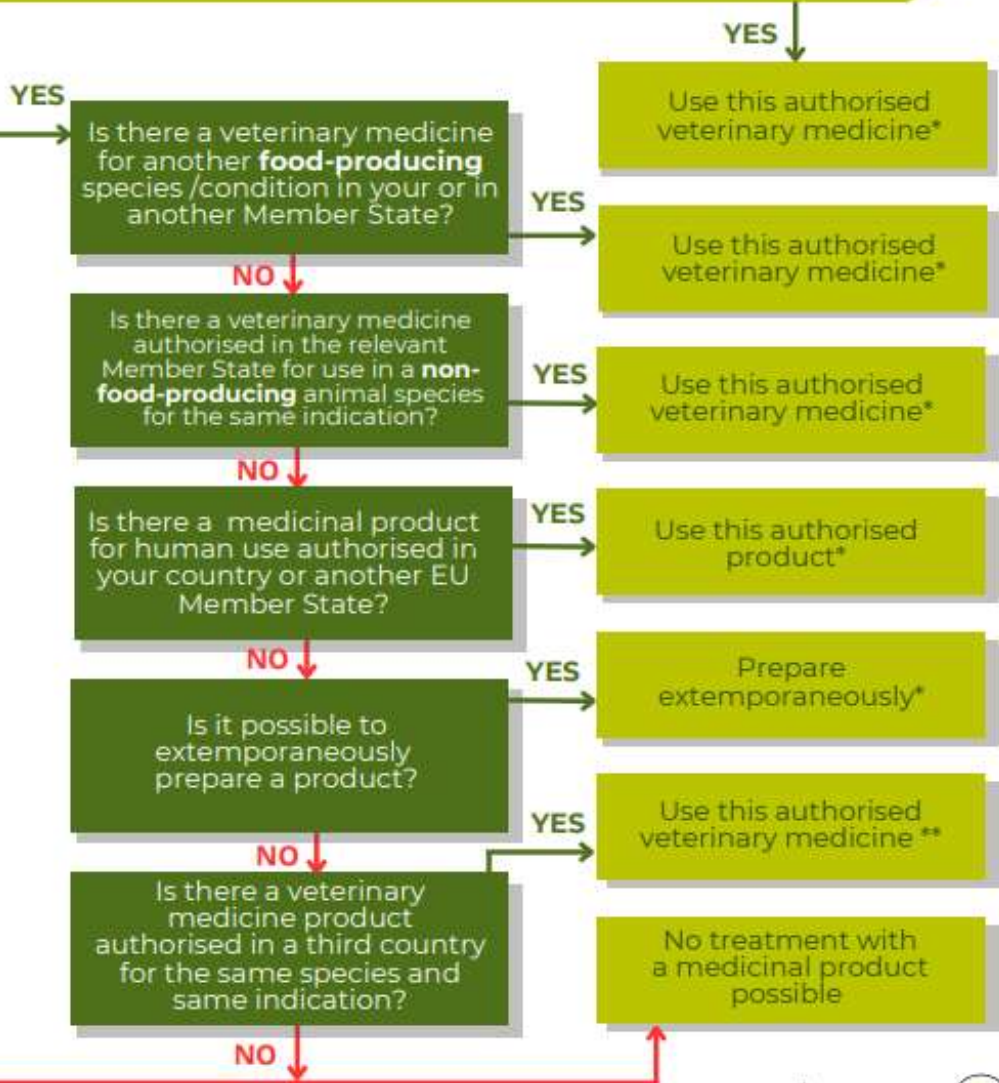 YES
Use this authorised
veterinary medicine*
YES
Is there a veterinary medicine
for another food-producing
species /condition in your or in
another Member State?
YES
Use this authorised
veterinary medicine*
NO
Is there a veterinary medicine
authorised in the relevant
Member State for use in a non-
food-producing animal species
for the same indication?
YES
Use this authorised
veterinary medicine*
NO
Is there a  medicinal product
for human use authorised in
your country or another EU
Member State?
YES
Use this authorised
product*
NO
Is it possible to
extemporaneously
prepare a product?
YES
Prepare
extemporaneously*
NO
Is there a veterinary
medicine product
authorised in a third country
for the same species and
same indication?
YES
Use this authorised
veterinary medicine **
NO
No treatment with
a medicinal product
possible